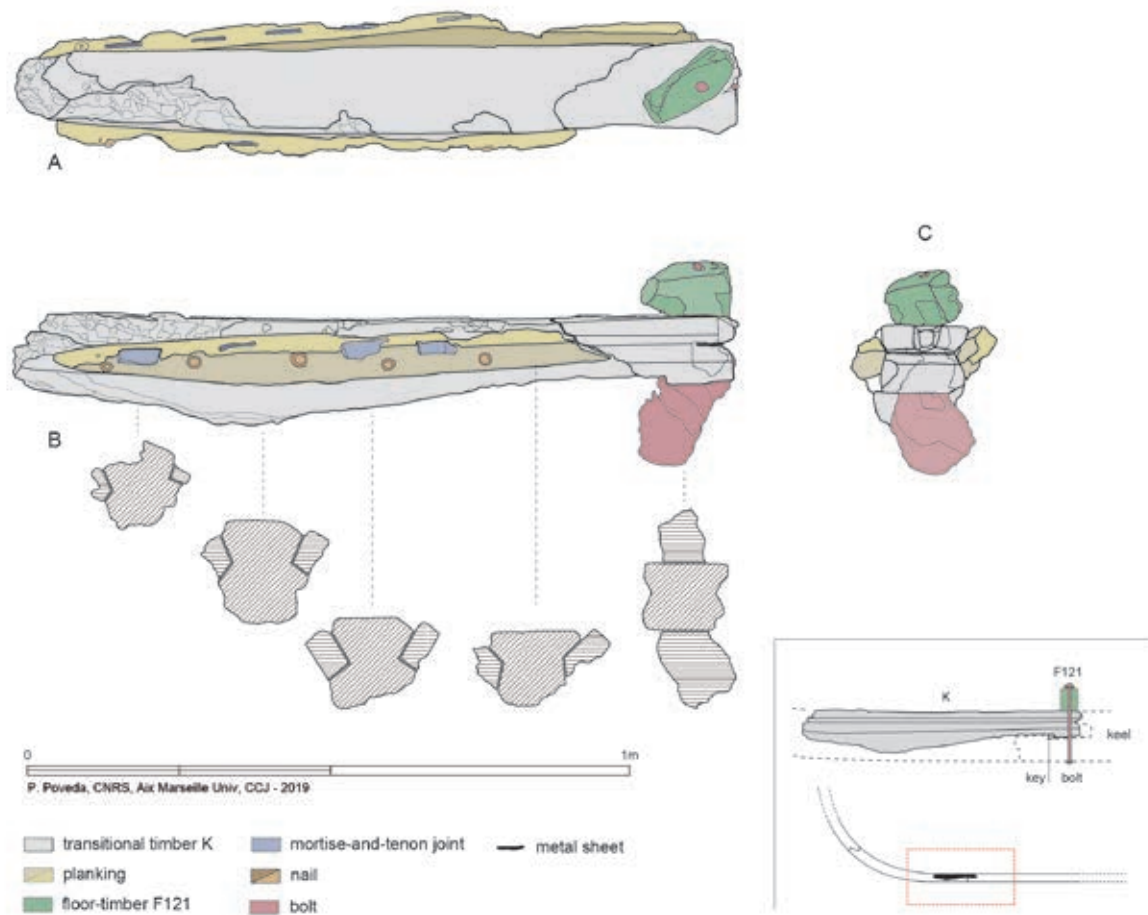 A
C
B
F121
K
keel
key bolt
0 1m
P. Poveda, CNRS, Aix Marseille Univ, CCJ - 2019
transitional timber K
planking
floor-timber F121
mortise-and-tenon joint
nail
bolt
metal sheet